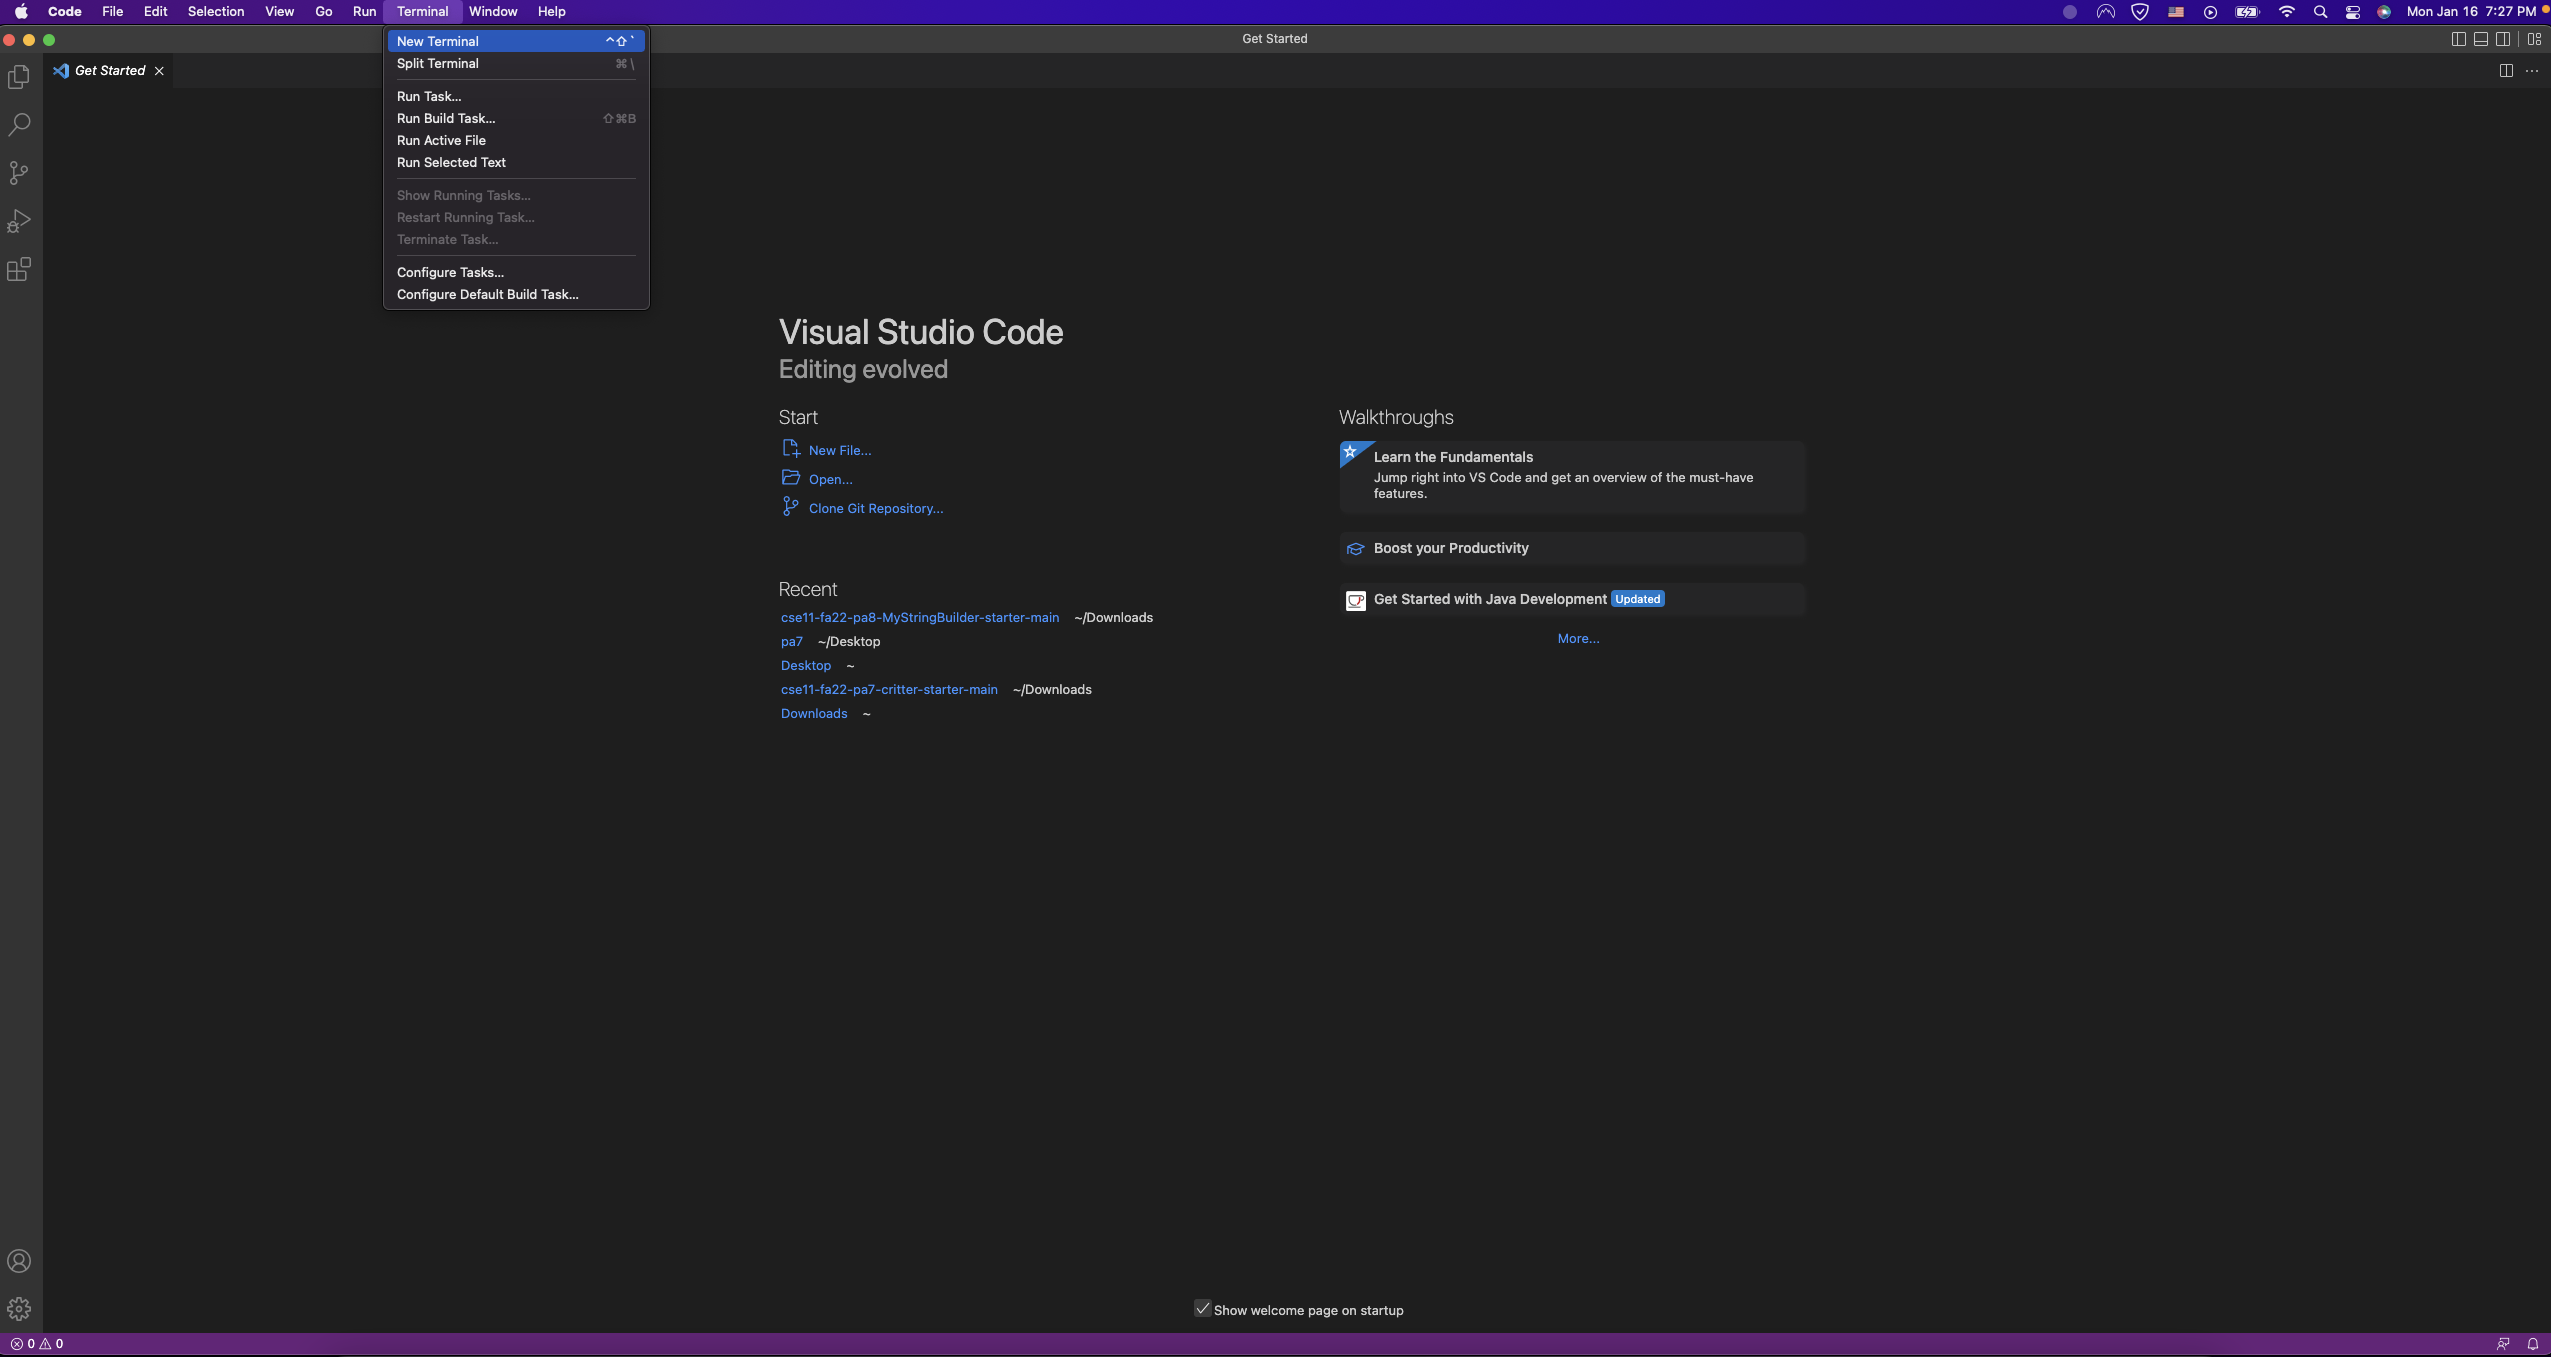 Code File Edit Selection View Go Run Terminal Window Help Mon Jan 16 7:27 PM
Get Started
Get Started
New Terminal ^⇧`
Split Terminal ⌘\
Run Task...
Run Build Task... ⇧⌘B
Run Active File
Run Selected Text
Show Running Tasks...
Restart Running Task...
Terminate Task...
Configure Tasks...
Configure Default Build Task...
Visual Studio Code
Editing evolved
Start
New File...
Open...
Clone Git Repository...
Recent
cse11-fa22-pa8-MyStringBuilder-starter-main ~/Downloads
pa7 ~/Desktop
Desktop ~
cse11-fa22-pa7-critter-starter-main ~/Downloads
Downloads ~
Walkthroughs
Learn the Fundamentals
Jump right into VS Code and get an overview of the must-have
features.
Boost your Productivity
Get Started with Java Development Updated
More...
Show welcome page on startup
0 0